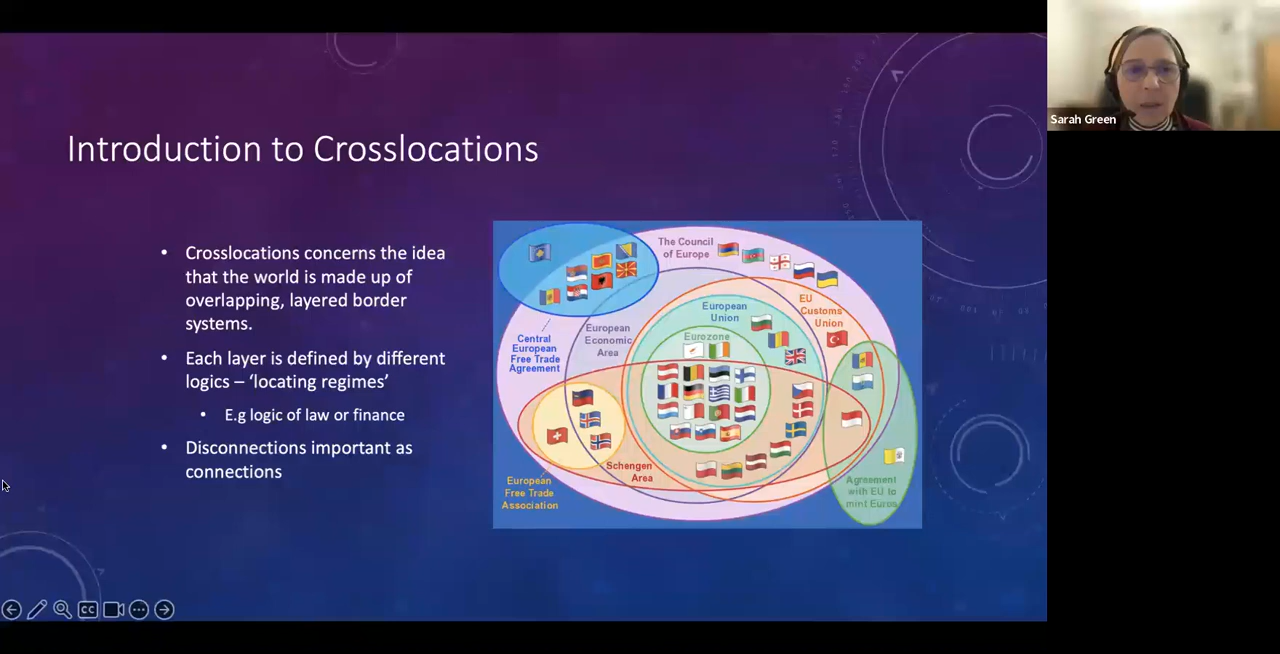 Introduction to Crosslocations
• Crosslocations concerns the idea
that the world is made up of
overlapping, layered border
systems.
• Each layer is defined by different
logics – ‘locating regimes’
• E.g logic of law or finance
• Disconnections important as
connections
The Council
of Europe
Central
European
Free Trade
Agreement
European
Economic
Area
European
Union
EU
Customs
Union
Eurozone
Schengen
Area
European
Free Trade
Association
Agreement
with EU to
mint Euros
CC
Sarah Green